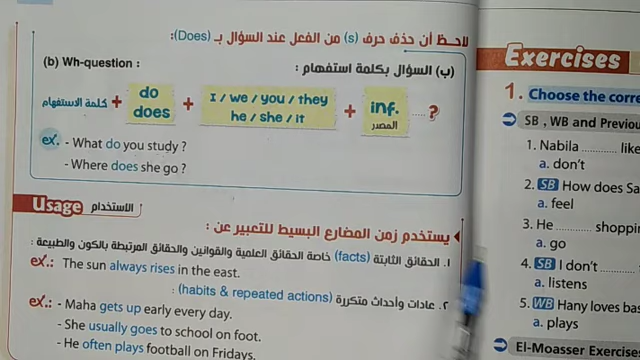 لاحظ أن حذف حرف (s) من الفعل عند السؤال بـ (Does):
(b) Wh-question : (ب) السؤال بكلمة استفهام :
كلمة الاستفهام + do does + I / we / you / they he / she / it + inf. المصدر ..... ?
ex. - What do you study ?
- Where does she go ?
Usage الاستخدام
يستخدم زمن المضارع البسيط للتعبير عن :
١. الحقائق الثابتة (facts) خاصة الحقائق العلمية والقوانين والحقائق المرتبطة بالكون والطبيعة :
ex.: The sun always rises in the east.
٢. عادات وأحداث متكررة (habits & repeated actions) :
ex.: - Maha gets up early every day.
- She usually goes to school on foot.
- He often plays football on Fridays.
Exercises
1. Choose the corre
SB , WB and Previou
1. Nabila .......... like
a. don't
2. SB How does Sa
a. feel
3. He .......... shoppi
a. go
4. SB I don't ..........
a. listens
5. WB Hany loves bas
a. plays
El-Moasser Exercises